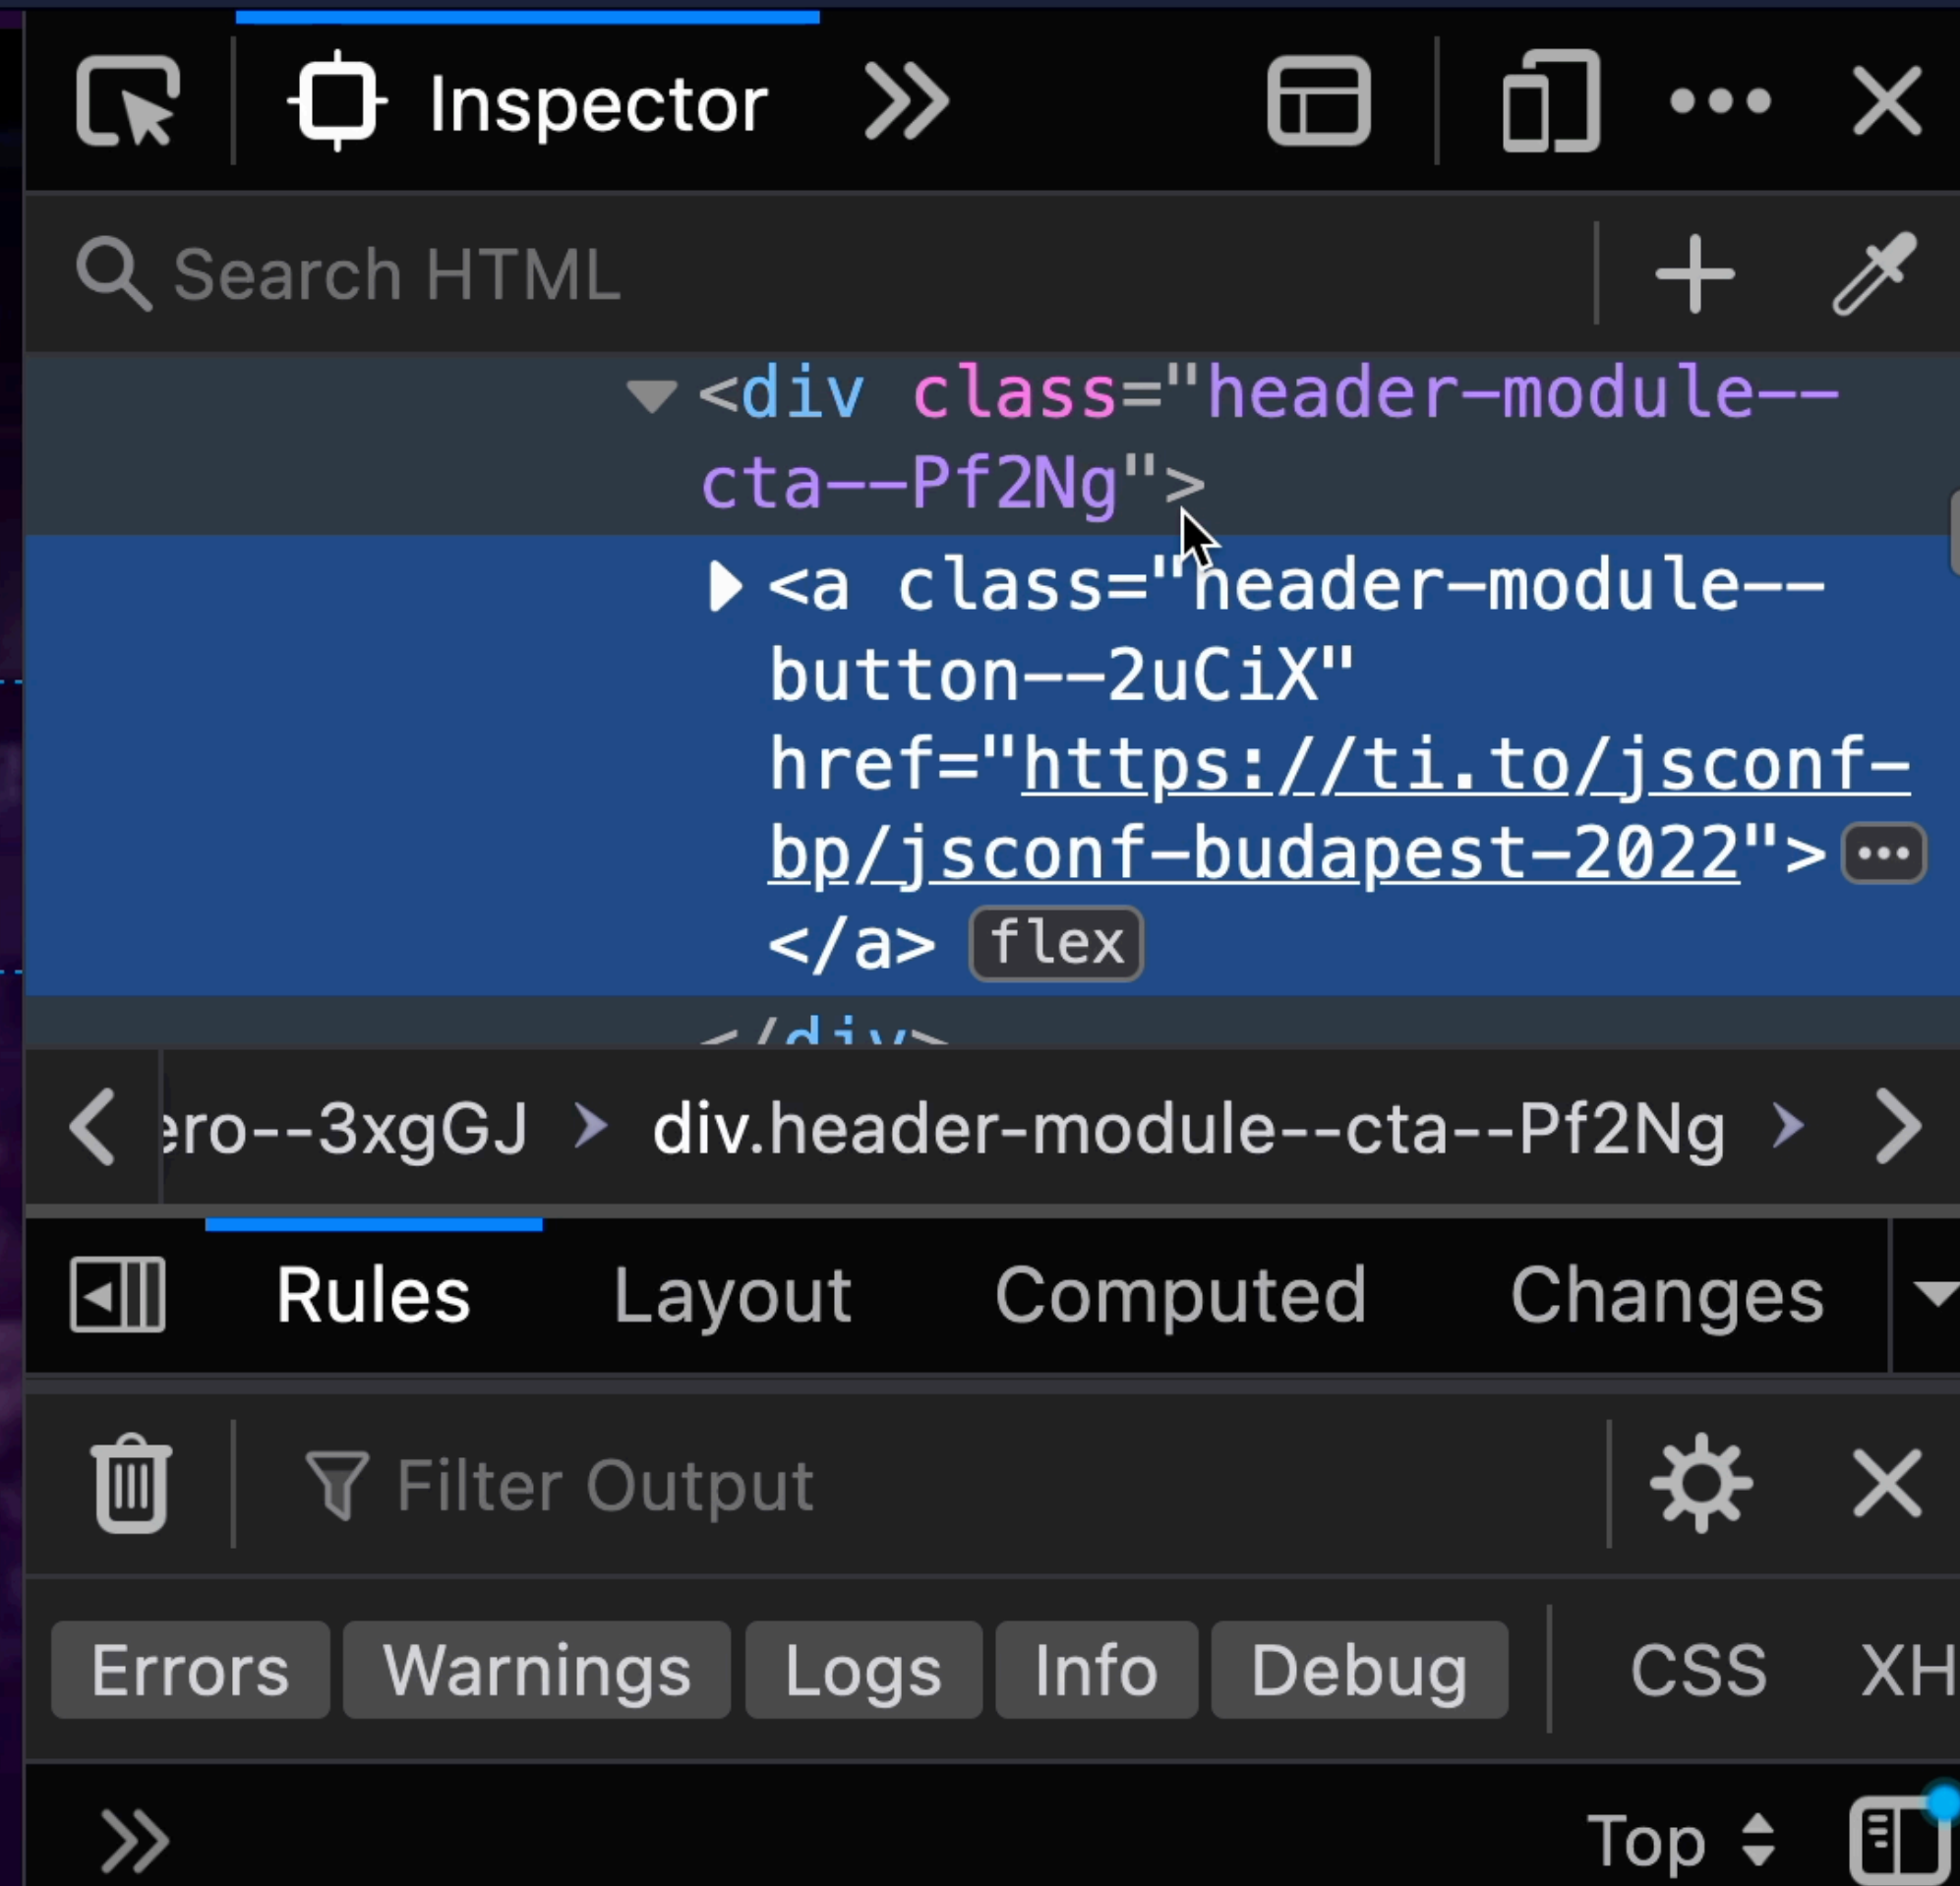 Inspector
Search HTML
<div class="header-module--
cta--Pf2Ng">
<a class="header-module--
button--2uCiX"
href="https://ti.to/jsconf-
bp/jsconf-budapest-2022">
</a> flex
</div>
ero--3xgGJ div.header-module--cta--Pf2Ng
Rules Layout Computed Changes
Filter Output
Errors Warnings Logs Info Debug CSS XH
Top